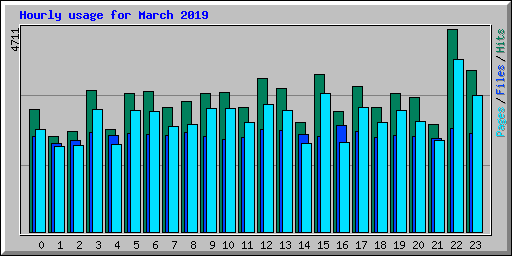 Hourly usage for March 2019
4711
Pages/Files/Hits
0 1 2 3 4 5 6 7 8 9 10 11 12 13 14 15 16 17 18 19 20 21 22 23